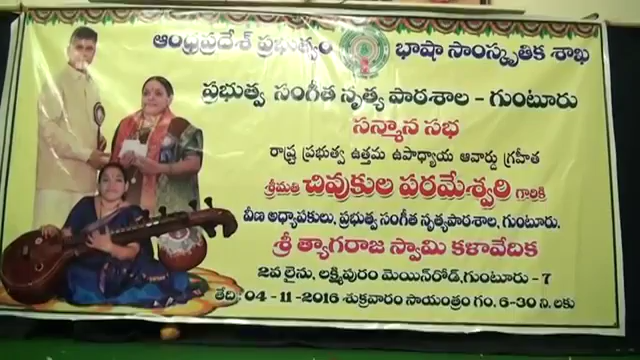 ఆంధ్రప్రదేశ్ ప్రభుత్వం భాషా సాంస్కృతిక శాఖ
ప్రభుత్వ సంగీత నృత్య పాఠశాల - గుంటూరు
సన్మాన సభ
రాష్ట్ర ప్రభుత్వ ఉత్తమ ఉపాధ్యాయ ఆవార్డు గ్రహీత
శ్రీమతి చివుకుల పరమేశ్వరి గారికి
వీణ అధ్యాపకులు, ప్రభుత్వ సంగీత నృత్యపాఠశాల, గుంటూరు.
శ్రీ త్యాగరాజ స్వామి కళావేదిక
2వ లైను, లక్ష్మీపురం మెయిన్‌రోడ్, గుంటూరు - 7
తేది : 04 - 11 - 2016 శుక్రవారం సాయంత్రం గం. 6-30 ని. లకు